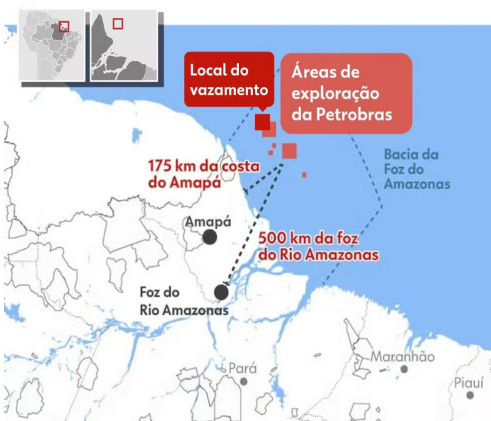 Local do
vazamento
Áreas de
exploração
da Petrobras
175 km da costa
do Amapá
Bacia da
Foz do
Amazonas
Amapá
500 km da foz
do Rio Amazonas
Foz do
Rio Amazonas
Pará
Maranhão
Piauí